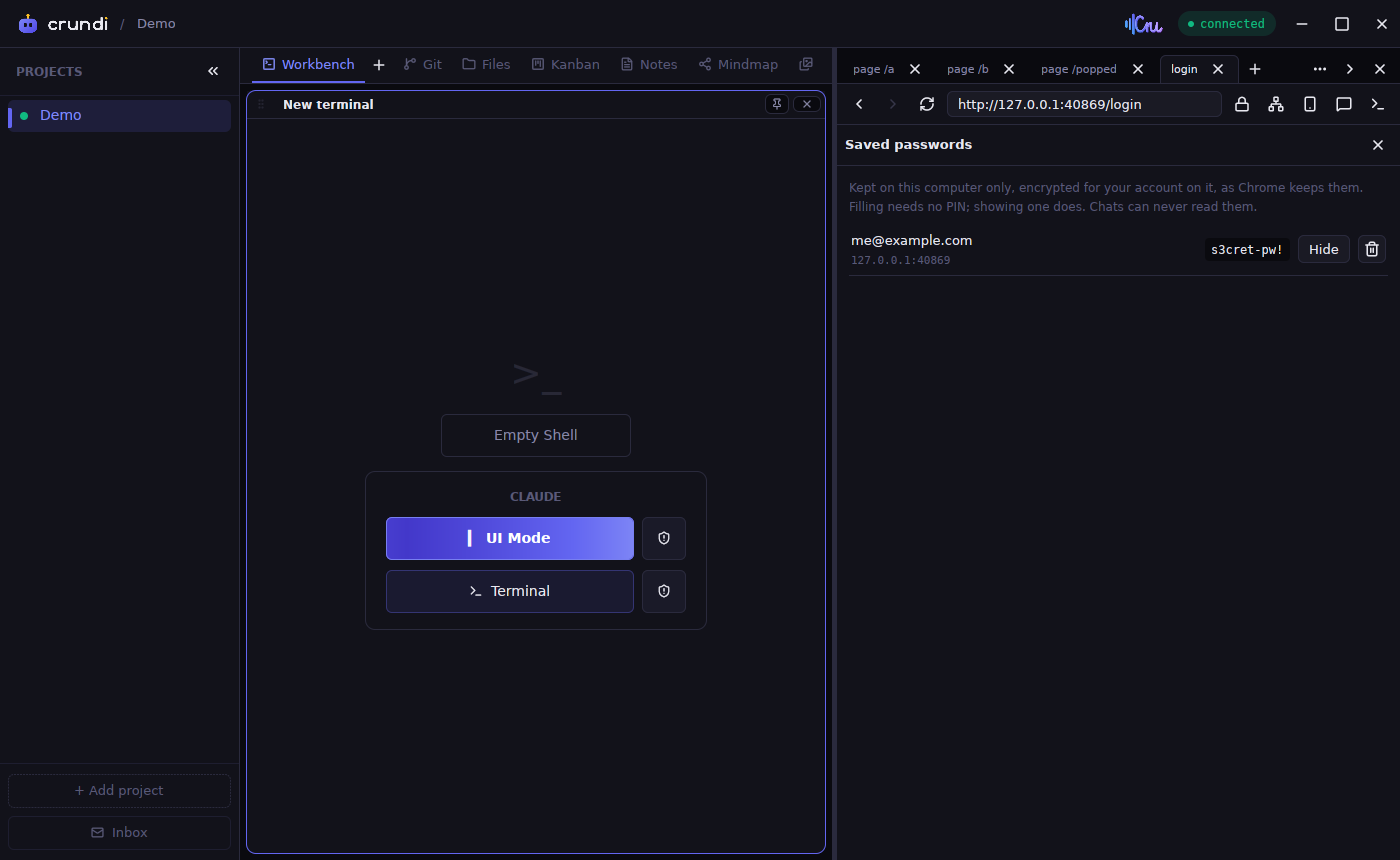 crundi / Demo
Cru
connected
PROJECTS
Demo
+ Add project
Inbox
Workbench
Git
Files
Kanban
Notes
Mindmap
New terminal
>_
Empty Shell
CLAUDE
UI Mode
Terminal
page /a
page /b
page /popped
login
http://127.0.0.1:40869/login
Saved passwords
Kept on this computer only, encrypted for your account on it, as Chrome keeps them.
Filling needs no PIN; showing one does. Chats can never read them.
me@example.com
127.0.0.1:40869
s3cret-pw!
Hide